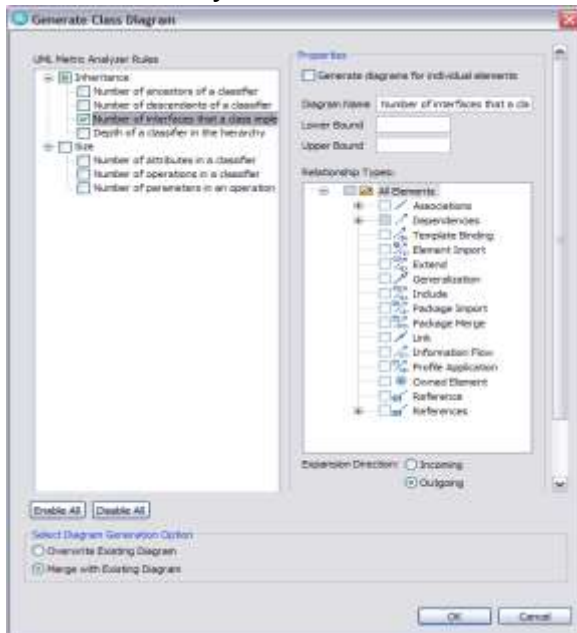 Generate Class Diagram
UML Metric Analyzer Rules
Inheritance
Number of ancestors of a classifier
Number of descendents of a classifier
Number of interfaces that a class imple
Depth of a classifier in the hierarchy
Size
Number of attributes in a classifier
Number of operations in a classifier
Number of parameters in an operation
Properties
Generate diagrams for individual elements
Diagram Name Number of interfaces that a cla
Lower Bound
Upper Bound
Relationship Types:
All Elements
Associations
Dependencies
Template Binding
Element Import
Extend
Generalization
Include
Package Import
Package Merge
Link
Information Flow
Profile Application
Owned Element
Reference
References
Expansion Direction: Incoming
Outgoing
Enable All Disable All
Select Diagram Generation Option
Overwrite Existing Diagram
Merge with Existing Diagram
OK Cancel